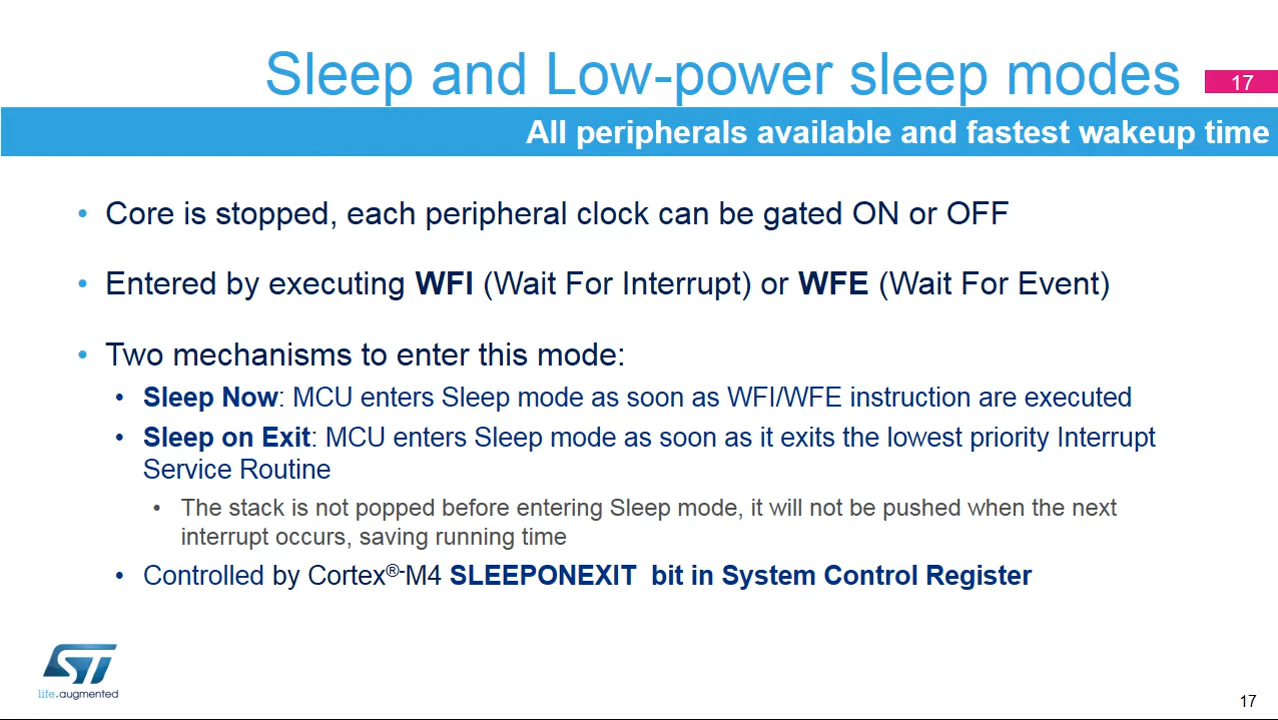 Sleep and Low-power sleep modes
17
All peripherals available and fastest wakeup time
• Core is stopped, each peripheral clock can be gated ON or OFF
• Entered by executing WFI (Wait For Interrupt) or WFE (Wait For Event)
• Two mechanisms to enter this mode:
• Sleep Now: MCU enters Sleep mode as soon as WFI/WFE instruction are executed
• Sleep on Exit: MCU enters Sleep mode as soon as it exits the lowest priority Interrupt
Service Routine
• The stack is not popped before entering Sleep mode, it will not be pushed when the next
interrupt occurs, saving running time
• Controlled by Cortex®-M4 SLEEPONEXIT bit in System Control Register
ST
life.augmented
17